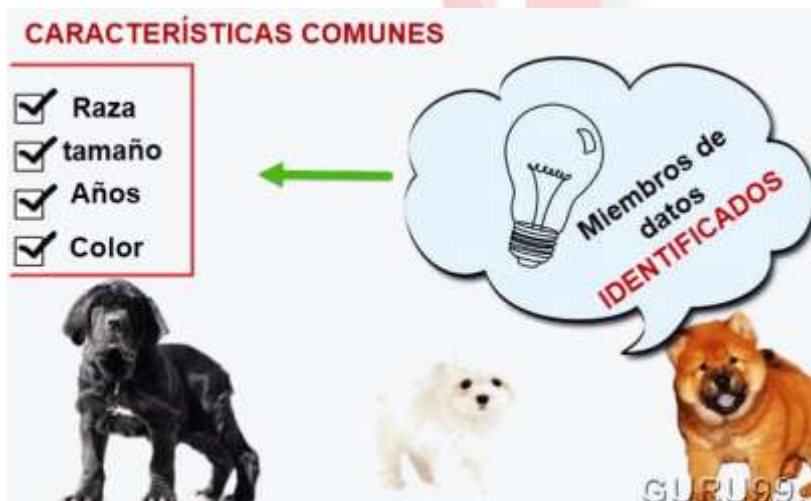 CARACTERÍSTICAS COMUNES
Raza
tamaño
Años
Color
Miembros de
datos
IDENTIFICADOS
GURU99